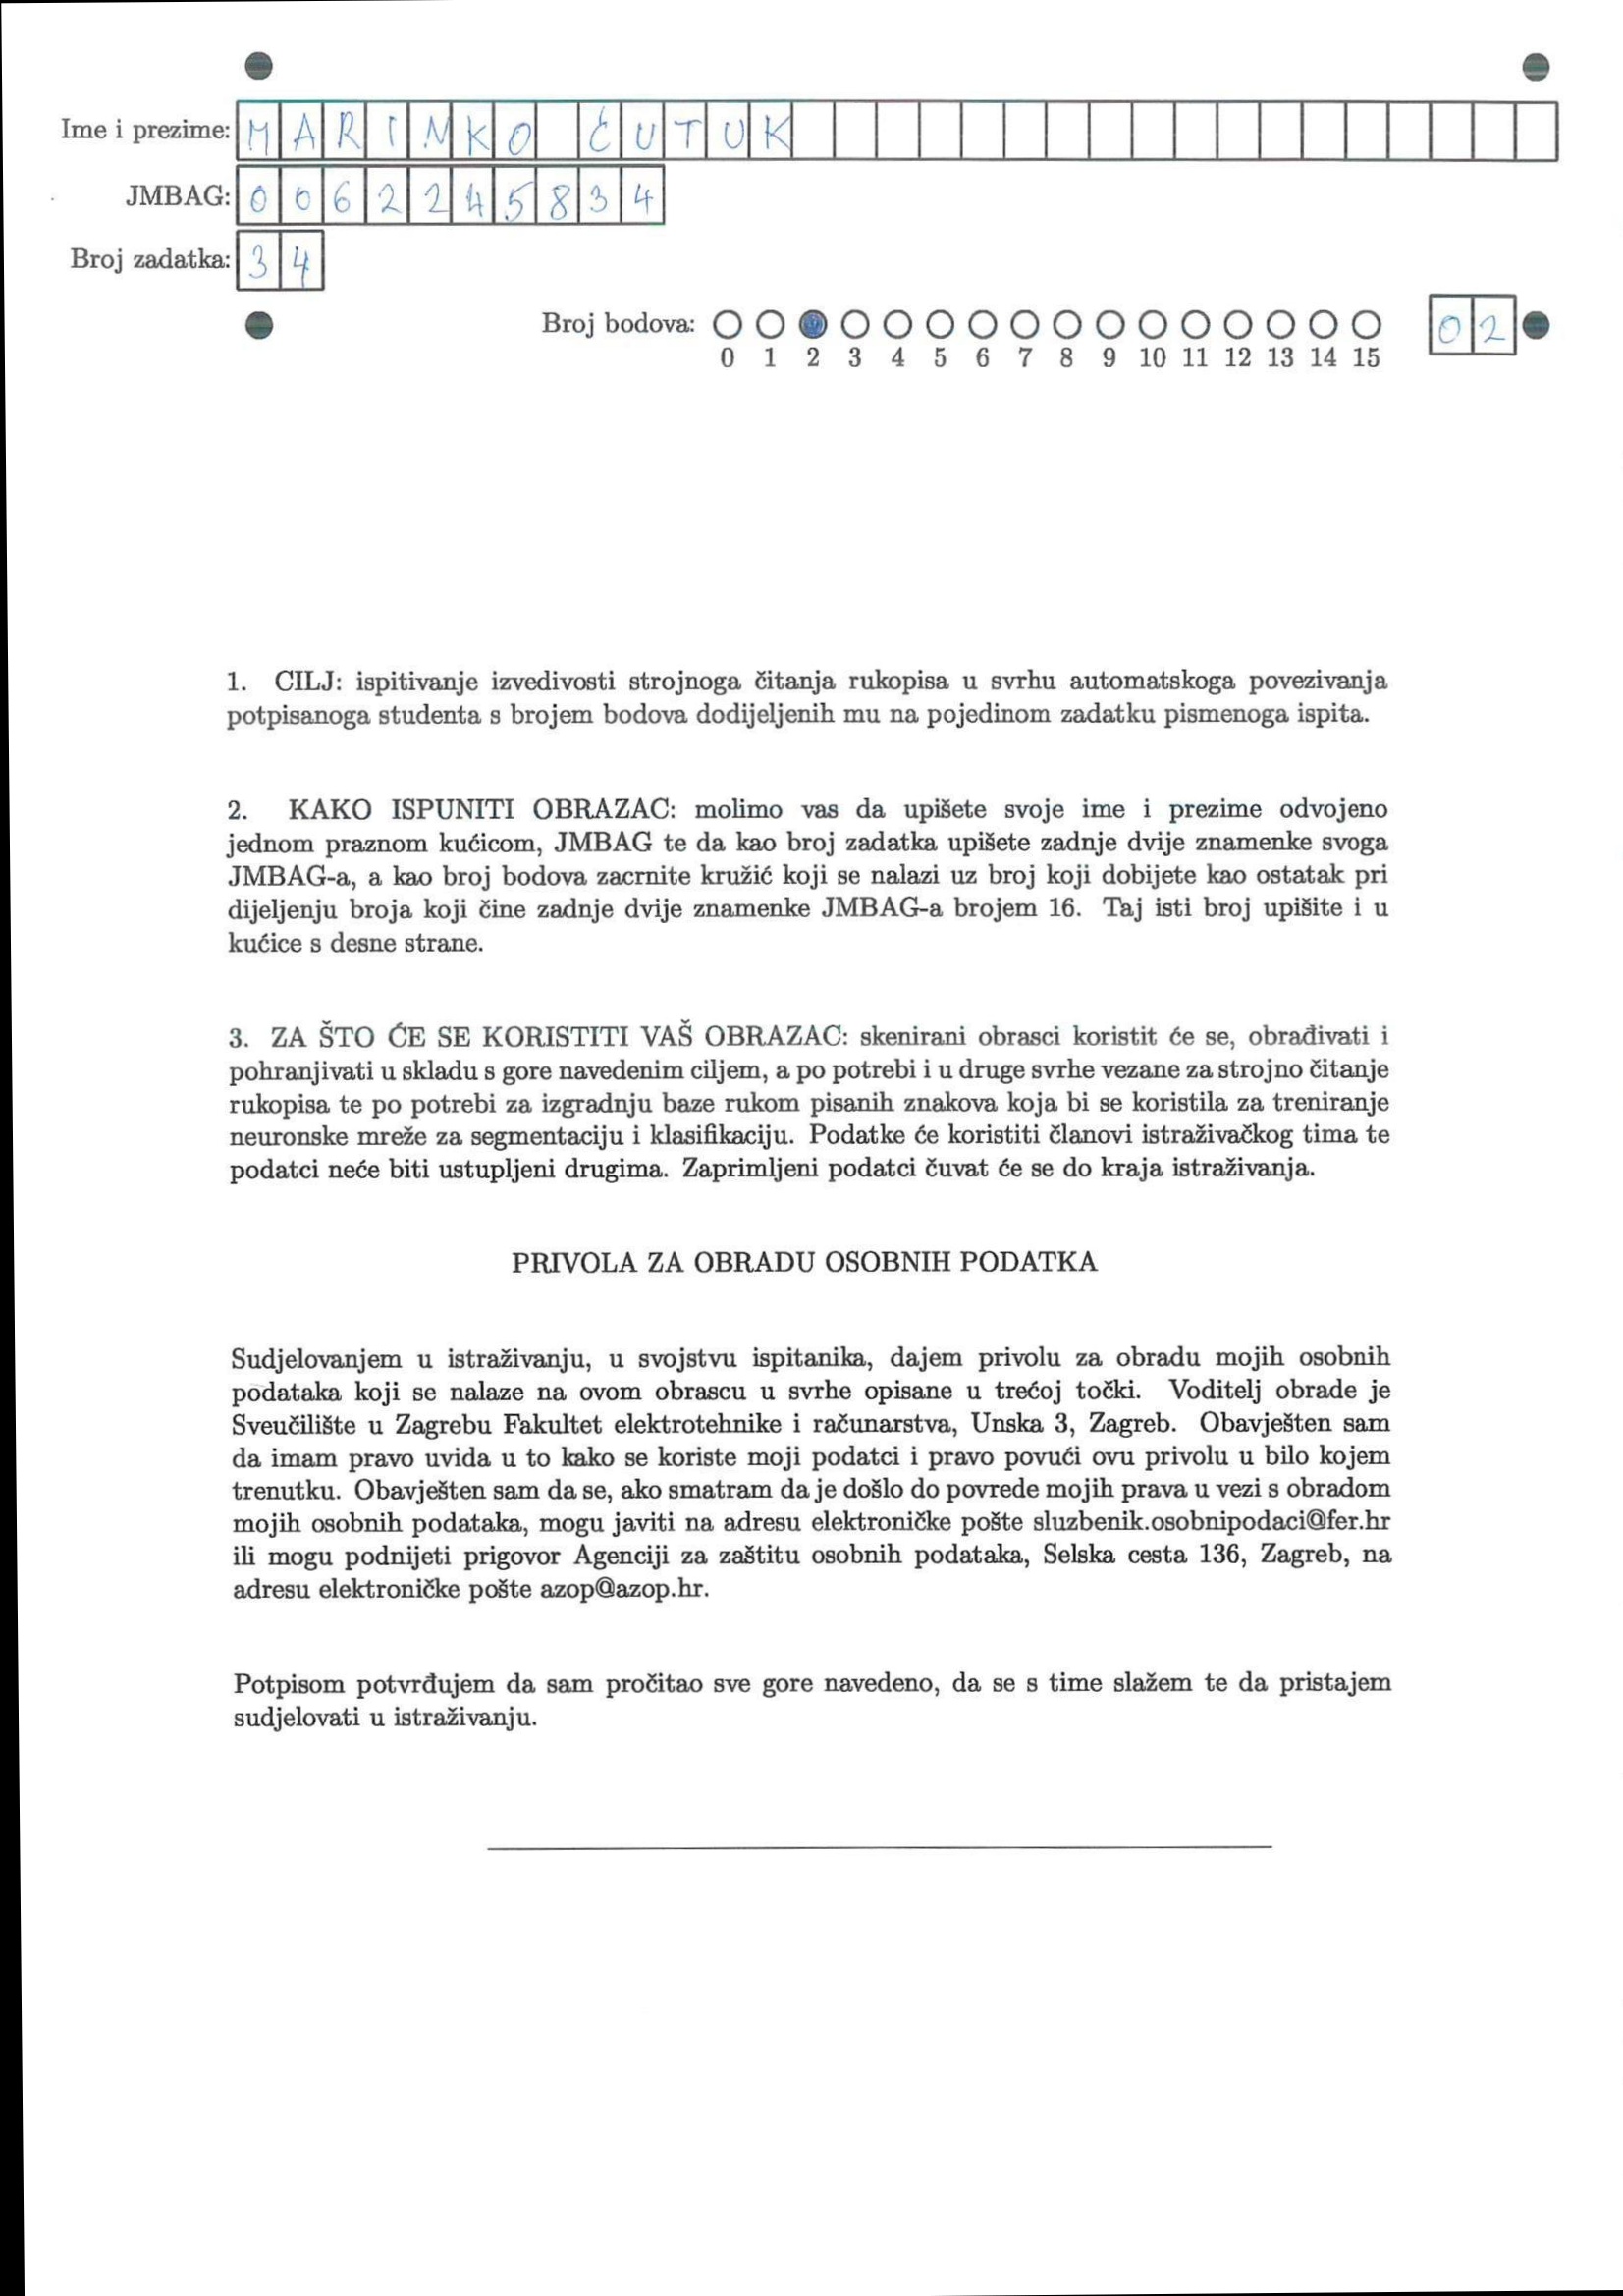 Ime i prezime: MARINKO ĆUTUK
JMBAG: 0062245834
Broj zadatka: 34
Broj bodova: 02
0 1 2 3 4 5 6 7 8 9 10 11 12 13 14 15
1. CILJ: ispitivanje izvedivosti strojnoga čitanja rukopisa u svrhu automatskoga povezivanja
potpisanoga studenta s brojem bodova dodijeljenih mu na pojedinom zadatku pismenoga ispita.
2. KAKO ISPUNITI OBRAZAC: molimo vas da upišete svoje ime i prezime odvojeno
jednom praznom kućicom, JMBAG te da kao broj zadatka upišete zadnje dvije znamenke svoga
JMBAG-a, a kao broj bodova zacrnite kružić koji se nalazi uz broj koji dobijete kao ostatak pri
dijeljenju broja koji čine zadnje dvije znamenke JMBAG-a brojem 16. Taj isti broj upišite i u
kućice s desne strane.
3. ZA ŠTO ĆE SE KORISTITI VAŠ OBRAZAC: skenirani obrasci koristit će se, obrađivati i
pohranjivati u skladu s gore navedenim ciljem, a po potrebi i u druge svrhe vezane za strojno čitanje
rukopisa te po potrebi za izgradnju baze rukom pisanih znakova koja bi se koristila za treniranje
neuronske mreže za segmentaciju i klasifikaciju. Podatke će koristiti članovi istraživačkog tima te
podatci neće biti ustupljeni drugima. Zaprimljeni podatci čuvat će se do kraja istraživanja.
PRIVOLA ZA OBRADU OSOBNIH PODATKA
Sudjelovanjem u istraživanju, u svojstvu ispitanika, dajem privolu za obradu mojih osobnih
podataka koji se nalaze na ovom obrascu u svrhe opisane u trećoj točki. Voditelj obrade je
Sveučilište u Zagrebu Fakultet elektrotehnike i računarstva, Unska 3, Zagreb. Obavješten sam
da imam pravo uvida u to kako se koriste moji podatci i pravo povući ovu privolu u bilo kojem
trenutku. Obavješten sam da se, ako smatram da je došlo do povrede mojih prava u vezi s obradom
mojih osobnih podataka, mogu javiti na adresu elektroničke pošte sluzbenik.osobnipodaci@fer.hr
ili mogu podnijeti prigovor Agenciji za zaštitu osobnih podataka, Selska cesta 136, Zagreb, na
adresu elektroničke pošte azop@azop.hr.
Potpisom potvrđujem da sam pročitao sve gore navedeno, da se s time slažem te da pristajem
sudjelovati u istraživanju.